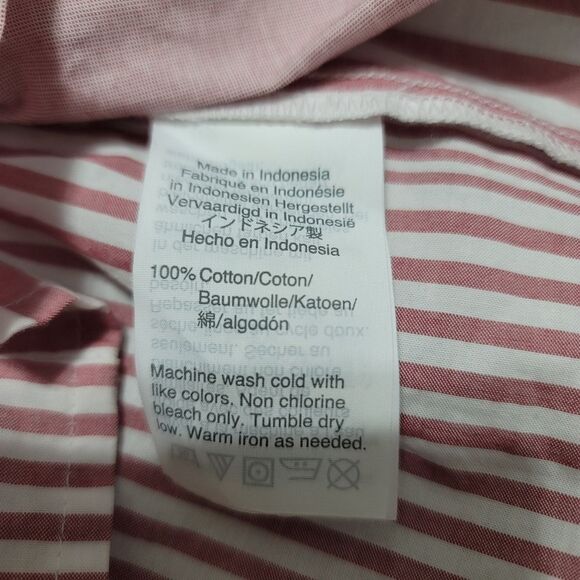 Made in Indonesia
Fabriqué en Indonésie
in Indonesien Hergestellt
Vervaardigd in Indonesië
インドネシア製
Hecho en Indonesia
100% Cotton/Coton/
Baumwolle/Katoen/
綿/algodón
Machine wash cold with
like colors. Non chlorine
bleach only. Tumble dry
low. Warm iron as needed.